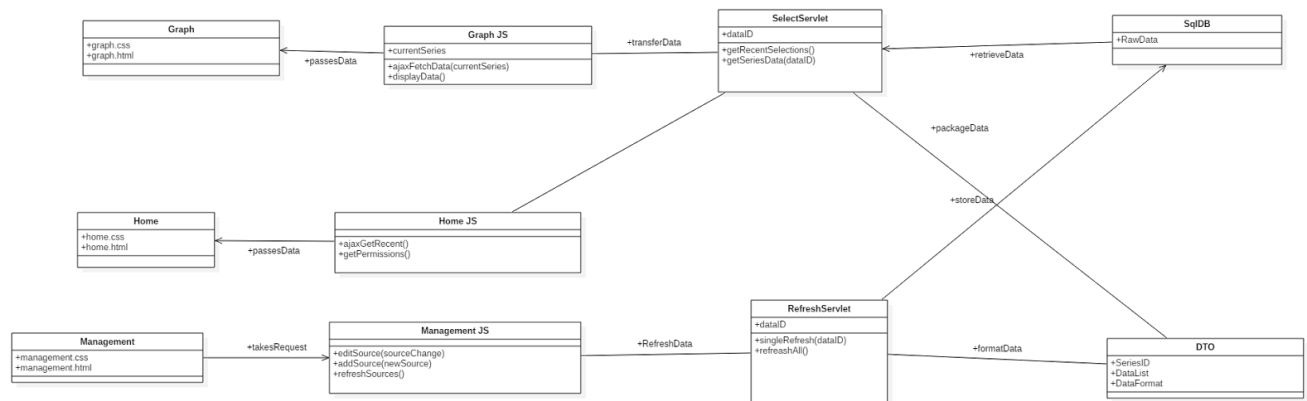 Graph
+graph.css
+graph.html
+passesData
Graph JS
+currentSeries
+ajaxFetchData(currentSeries)
+displayData()
+transferData
SelectServlet
+dataID
+getRecentSelections()
+getSeriesData(dataID)
+retrieveData
SqlDB
+RawData
+packageData
+storeData
Home
+home.css
+home.html
+passesData
Home JS
+ajaxGetRecent()
+getPermissions()
Management
+management.css
+management.html
+takesRequest
Management JS
+editSource(sourceChange)
+addSource(newSource)
+refreshSources()
+RefreshData
RefreshServlet
+dataID
+singleRefresh(dataID)
+refreashAll()
+formatData
DTO
+SeriesID
+DataList
+DataFormat